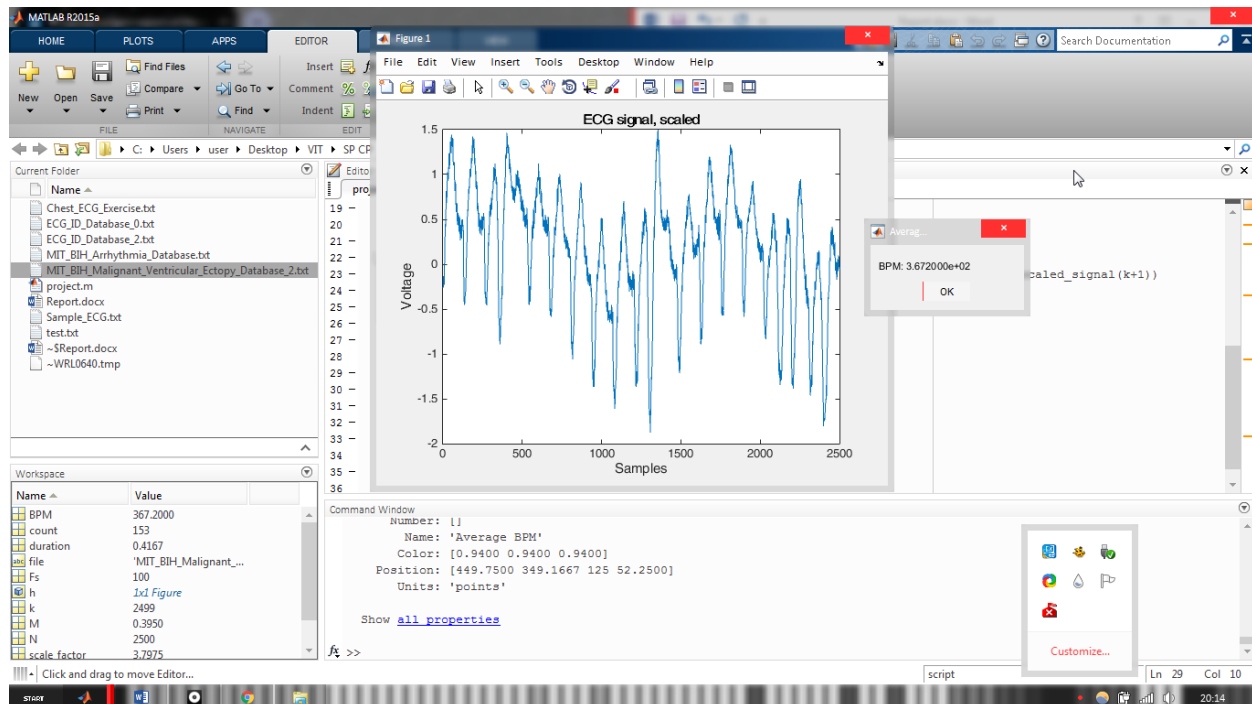 MATLAB R2015a
HOME PLOTS APPS EDITOR
Search Documentation
New Open Save
Find Files
Compare
Print
Go To
Find
Insert
Comment
Indent
FILE NAVIGATE EDIT
C: Users user Desktop VIT SP CP
Current Folder
Name
Chest_ECG_Exercise.txt
ECG_ID_Database_0.txt
ECG_ID_Database_2.txt
MIT_BIH_Arrhythmia_Database.txt
MIT_BIH_Malignant_Ventricular_Ectopy_Database_2.txt
project.m
Report.docx
Sample_ECG.txt
test.txt
~$Report.docx
~WRL0640.tmp
Workspace
Name Value
BPM 367.2000
count 153
duration 0.4167
file 'MIT_BIH_Malignant_...
Fs 100
h 1x1 Figure
k 2499
M 0.3950
N 2500
scale factor 3.7975
Edito
proj
19 –
20
21 –
22 –
23 –
24 –
25 –
26 –
27 –
28
29 –
30 –
31 –
32 –
33 –
34
35 –
36
caled_signal(k+1))
Figure 1
File Edit View Insert Tools Desktop Window Help
ECG signal, scaled
1.5
1
0.5
0
-0.5
-1
-1.5
-2
Voltage
0 500 1000 1500 2000 2500
Samples
Averag...
BPM: 3.672000e+02
OK
Command Window
Number: []
Name: 'Average BPM'
Color: [0.9400 0.9400 0.9400]
Position: [449.7500 349.1667 125 52.2500]
Units: 'points'
Show all properties
fx >>
Customize...
Click and drag to move Editor...
script
Ln 29 Col 10
START
20:14